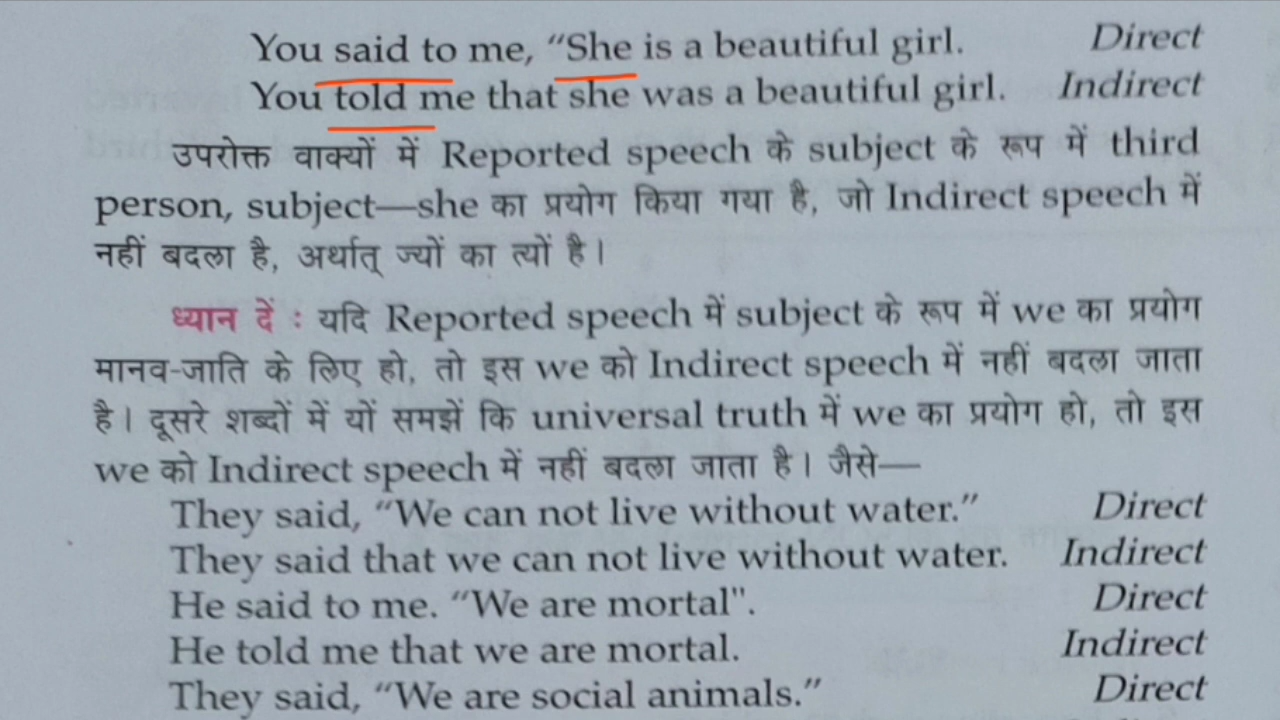 You said to me, “She is a beautiful girl. Direct
You told me that she was a beautiful girl. Indirect
उपरोक्त वाक्यों में Reported speech के subject के रूप में third
person, subject—she का प्रयोग किया गया है, जो Indirect speech में
नहीं बदला है, अर्थात् ज्यों का त्यों है।
ध्यान दें : यदि Reported speech में subject के रूप में we का प्रयोग
मानव-जाति के लिए हो, तो इस we को Indirect speech में नहीं बदला जाता
है। दूसरे शब्दों में यों समझें कि universal truth में we का प्रयोग हो, तो इस
we को Indirect speech में नहीं बदला जाता है। जैसे—
They said, “We can not live without water.” Direct
They said that we can not live without water. Indirect
He said to me. “We are mortal". Direct
He told me that we are mortal. Indirect
They said, “We are social animals.” Direct